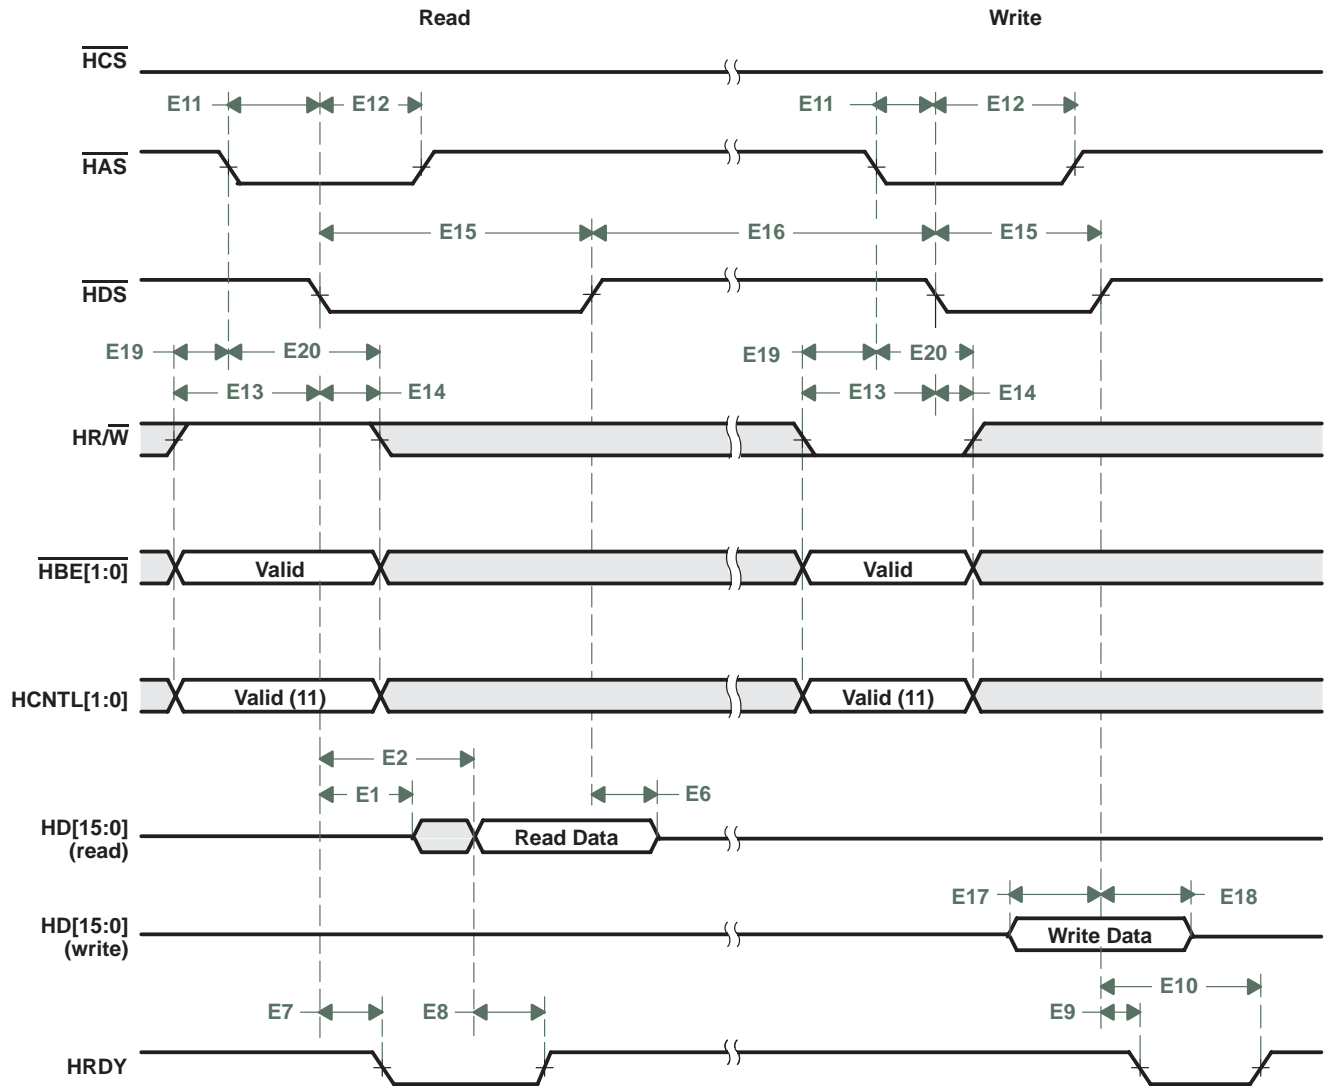 Read Write
HCS
E11 E12 E11 E12
HAS
E15 E16 E15
HDS
E19 E20 E19 E20
E13 E14 E13 E14
HR/W
HBE[1:0] Valid Valid
HCNTL[1:0] Valid (11) Valid (11)
E2
E1 E6
HD[15:0]
(read)
Read Data
E17 E18
HD[15:0]
(write)
Write Data
E10
E7 E8 E9
HRDY